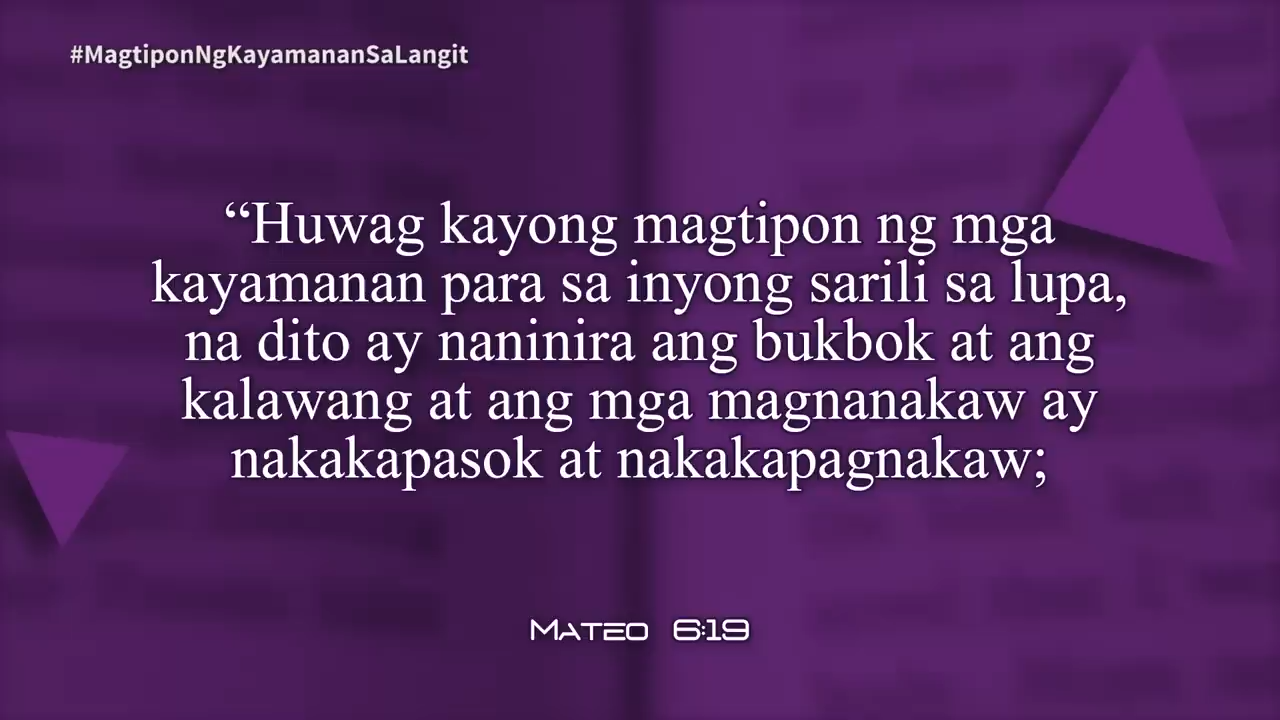 #MagtiponNgKayamananSaLangit
“Huwag kayong magtipon ng mga
kayamanan para sa inyong sarili sa lupa,
na dito ay naninira ang bukbok at ang
kalawang at ang mga magnanakaw ay
nakakapasok at nakakapagnakaw;
Mateo 6:19